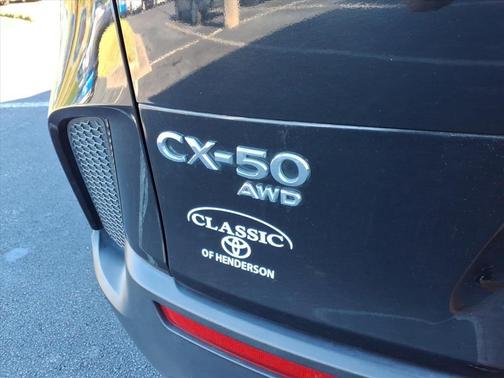 CX-50
AWD
CLASSIC
OF HENDERSON